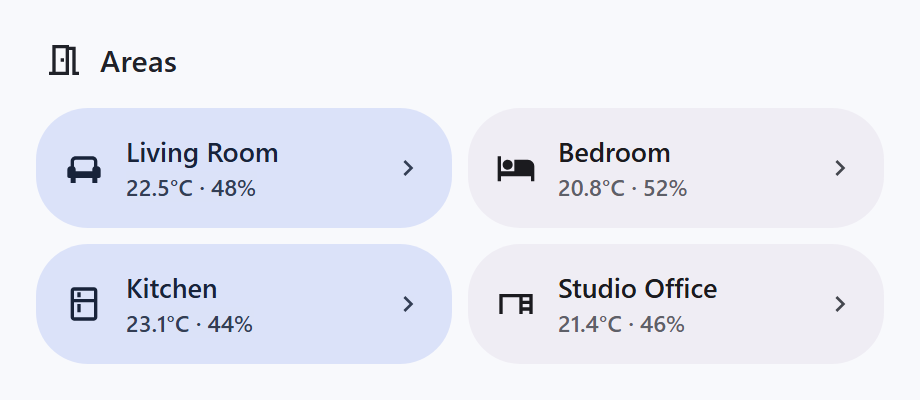 Areas
Living Room
22.5°C · 48%
Bedroom
20.8°C · 52%
Kitchen
23.1°C · 44%
Studio Office
21.4°C · 46%